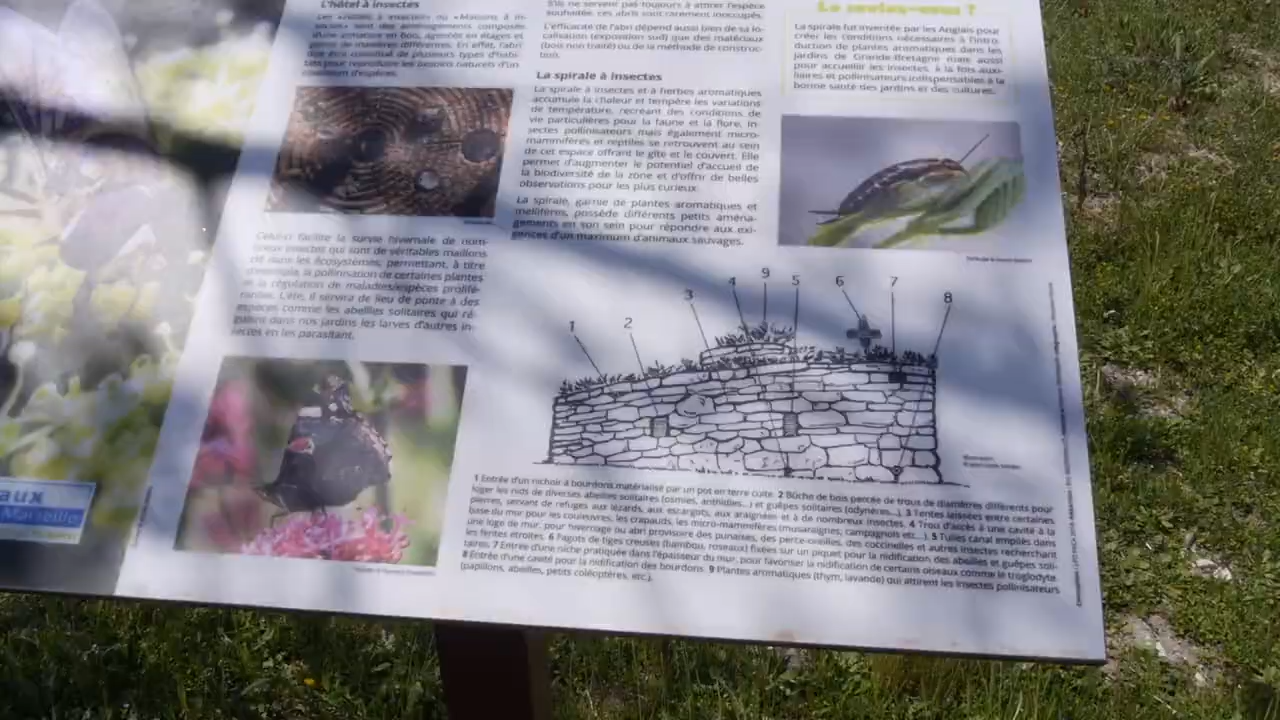 L'hôtel à insectes
Les «hôtels à insectes» ou «Maisons à in-
sectes» sont des aménagements composés
d'une armature en bois, agencée en étages et
garnie de manières différentes. En effet, l'abri
doit être constitué de plusieurs types d'habi-
tats pour reproduire les besoins naturels d'un
maximum d'espèces.
Celui-ci facilite la survie hivernale de nom-
breux insectes qui sont de véritables maillons
clé dans les écosystèmes, permettant, à titre
d'exemple, la pollinisation de certaines plantes
et la régulation de maladies/espèces prolifé-
rantes. L'été, il servira de lieu de ponte à des
espèces comme les abeilles solitaires qui ré-
gulent dans nos jardins les larves d'autres in-
sectes en les parasitant.
S'ils ne servent pas toujours à attirer l'espèce
souhaitée, ces abris sont rarement inoccupés.
L'efficacité de l'abri dépend aussi bien de sa lo-
calisation (exposition sud) que des matériaux
(bois non traité) ou de la méthode de construc-
tion.
La spirale à insectes
La spirale à insectes et à herbes aromatiques
accumule la chaleur et tempère les variations
de température, recréant des conditions de
vie particulières pour la faune et la flore. In-
sectes pollinisateurs mais également micro-
mammifères et reptiles se retrouvent au sein
de cet espace offrant le gîte et le couvert. Elle
permet d'augmenter le potentiel d'accueil de
la biodiversité de la zone et d'offrir de belles
observations pour les plus curieux.
La spirale, garnie de plantes aromatiques et
mellifères, possède différents petits aména-
gements en son sein pour répondre aux exi-
gences d'un maximum d'animaux sauvages.
Le saviez-vous ?
La spirale fut inventée par les Anglais pour
créer les conditions nécessaires à l'intro-
duction de plantes aromatiques dans les
jardins de Grande-Bretagne mais aussi
pour accueillir les insectes, à la fois auxi-
liaires et pollinisateurs indispensables à la
bonne santé des jardins et des cultures.
1 2 3 4 9 5 6 7 8
1 Entrée d'un nichoir à bourdons matérialisé par un pot en terre cuite. 2 Bûche de bois percée de trous de diamètres différents pour
loger les nids de diverses abeilles solitaires (osmies, anthidies...) et guêpes solitaires (odynères...). 3 Fentes laissées entre certaines
pierres, servant de refuges aux lézards, aux escargots, aux araignées et à de nombreux insectes. 4 Trou d'accès à une cavité à la
base du mur pour les couleuvres, les crapauds, les micro-mammifères (musaraignes, campagnols etc...). 5 Tuiles canal empilées dans
une loge de mur, pour hivernage ou abri provisoire des punaises, des perce-oreilles, des coccinelles et autres insectes recherchant
les fentes étroites. 6 Fagots de tiges creuses (bambou, roseaux) fixées sur un piquet pour la nidification des abeilles et guêpes soli-
taires. 7 Entrée d'une niche pratiquée dans l'épaisseur du mur, pour favoriser la nidification de certains oiseaux comme le troglodyte.
8 Entrée d'une cavité pour la nidification des bourdons. 9 Plantes aromatiques (thym, lavande) qui attirent les insectes pollinisateurs
(papillons, abeilles, petits coléoptères, etc.).
aux
Marseille